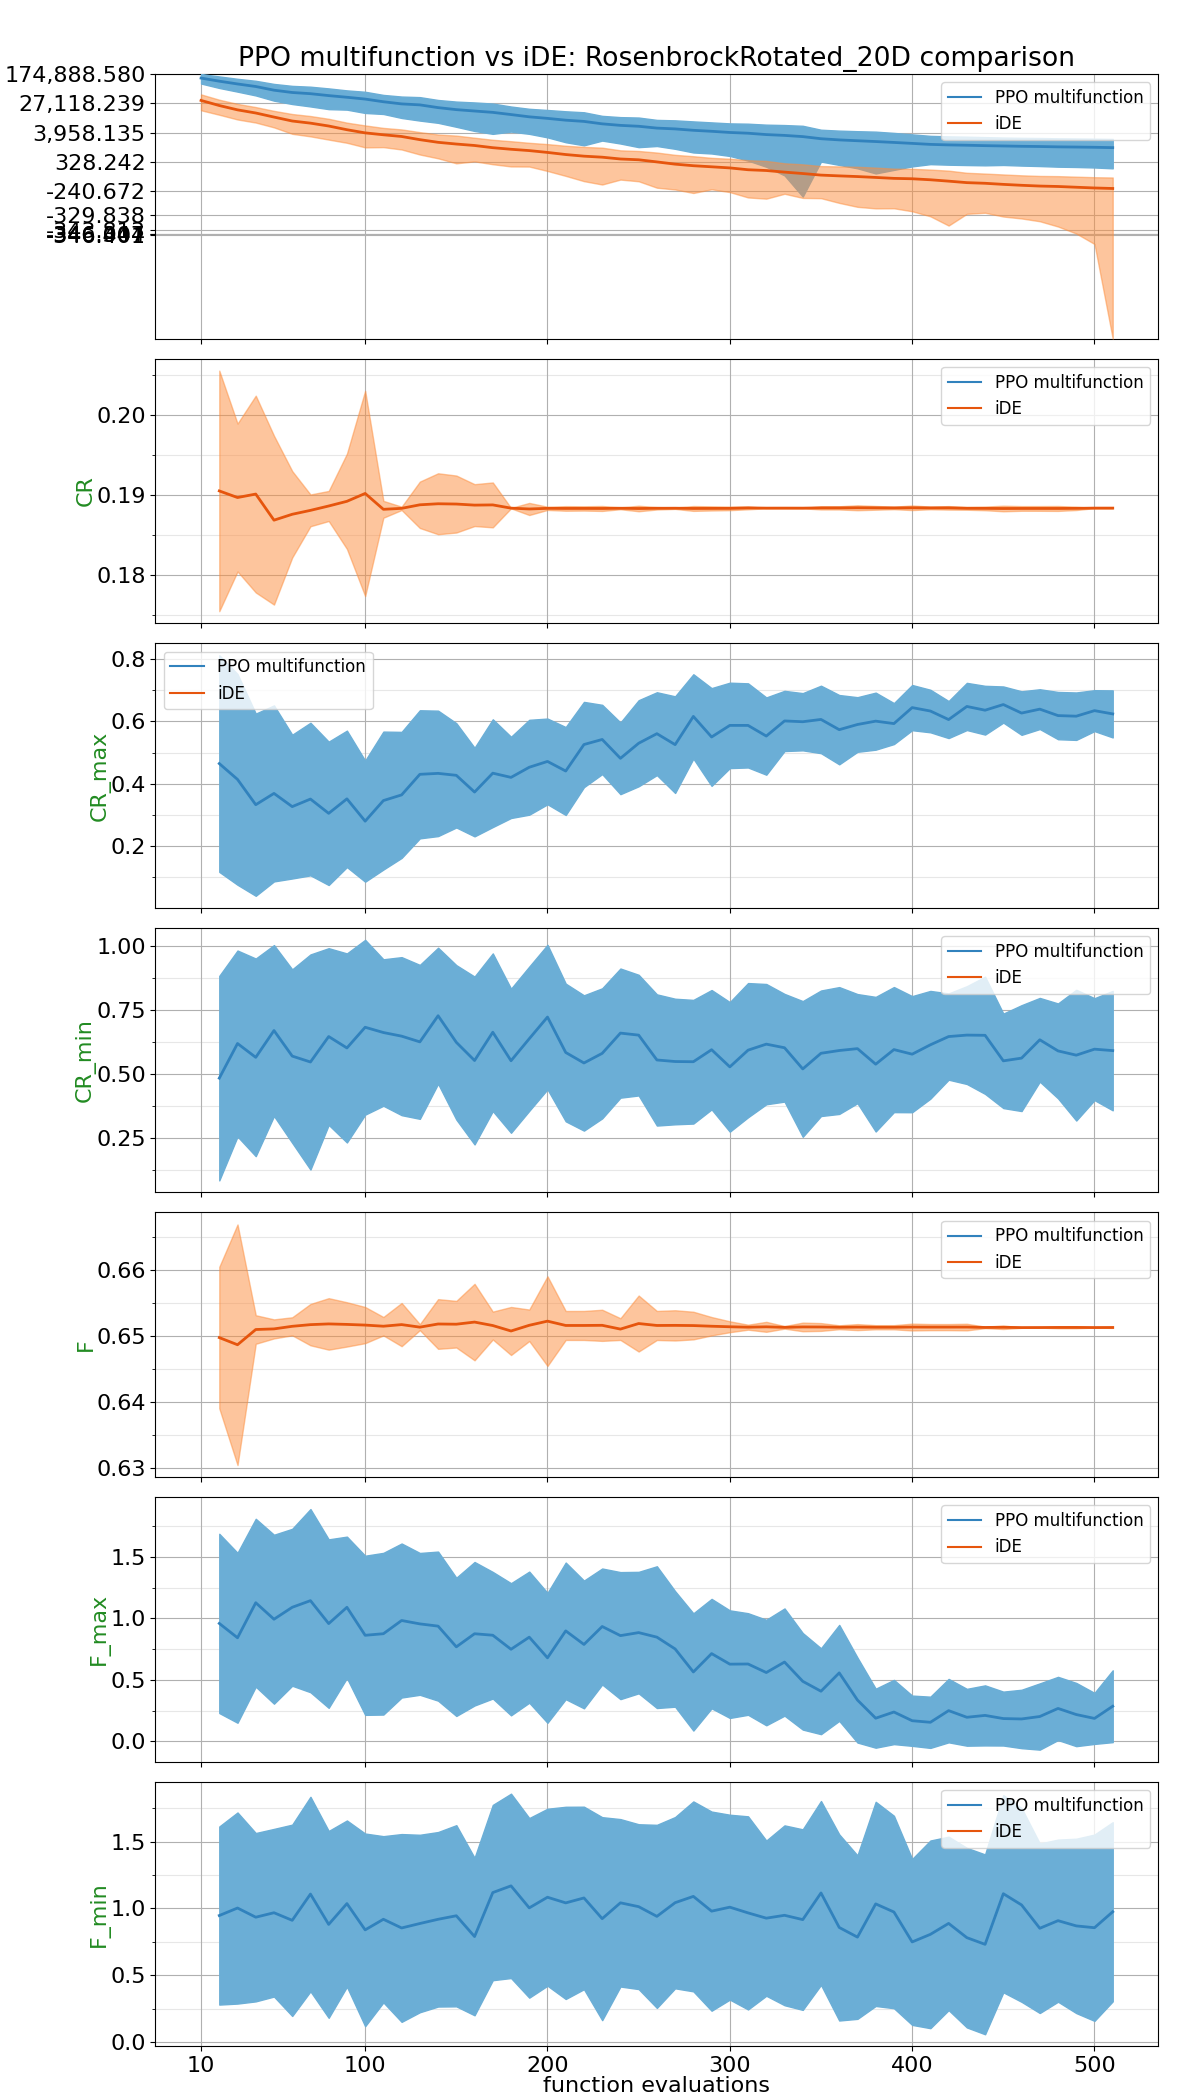 PPO multifunction vs iDE: RosenbrockRotated_20D comparison
174,888.580
27,118.239
3,958.135
328.242
-240.672
-329.838
PPO multifunction
iDE
CR
0.20
0.19
0.18
PPO multifunction
iDE
CR_max
0.8
0.6
0.4
0.2
PPO multifunction
iDE
CR_min
1.00
0.75
0.50
0.25
PPO multifunction
iDE
F
0.66
0.65
0.64
0.63
PPO multifunction
iDE
F_max
1.5
1.0
0.5
0.0
PPO multifunction
iDE
F_min
1.5
1.0
0.5
0.0
PPO multifunction
iDE
10 100 200 300 400 500
function evaluations